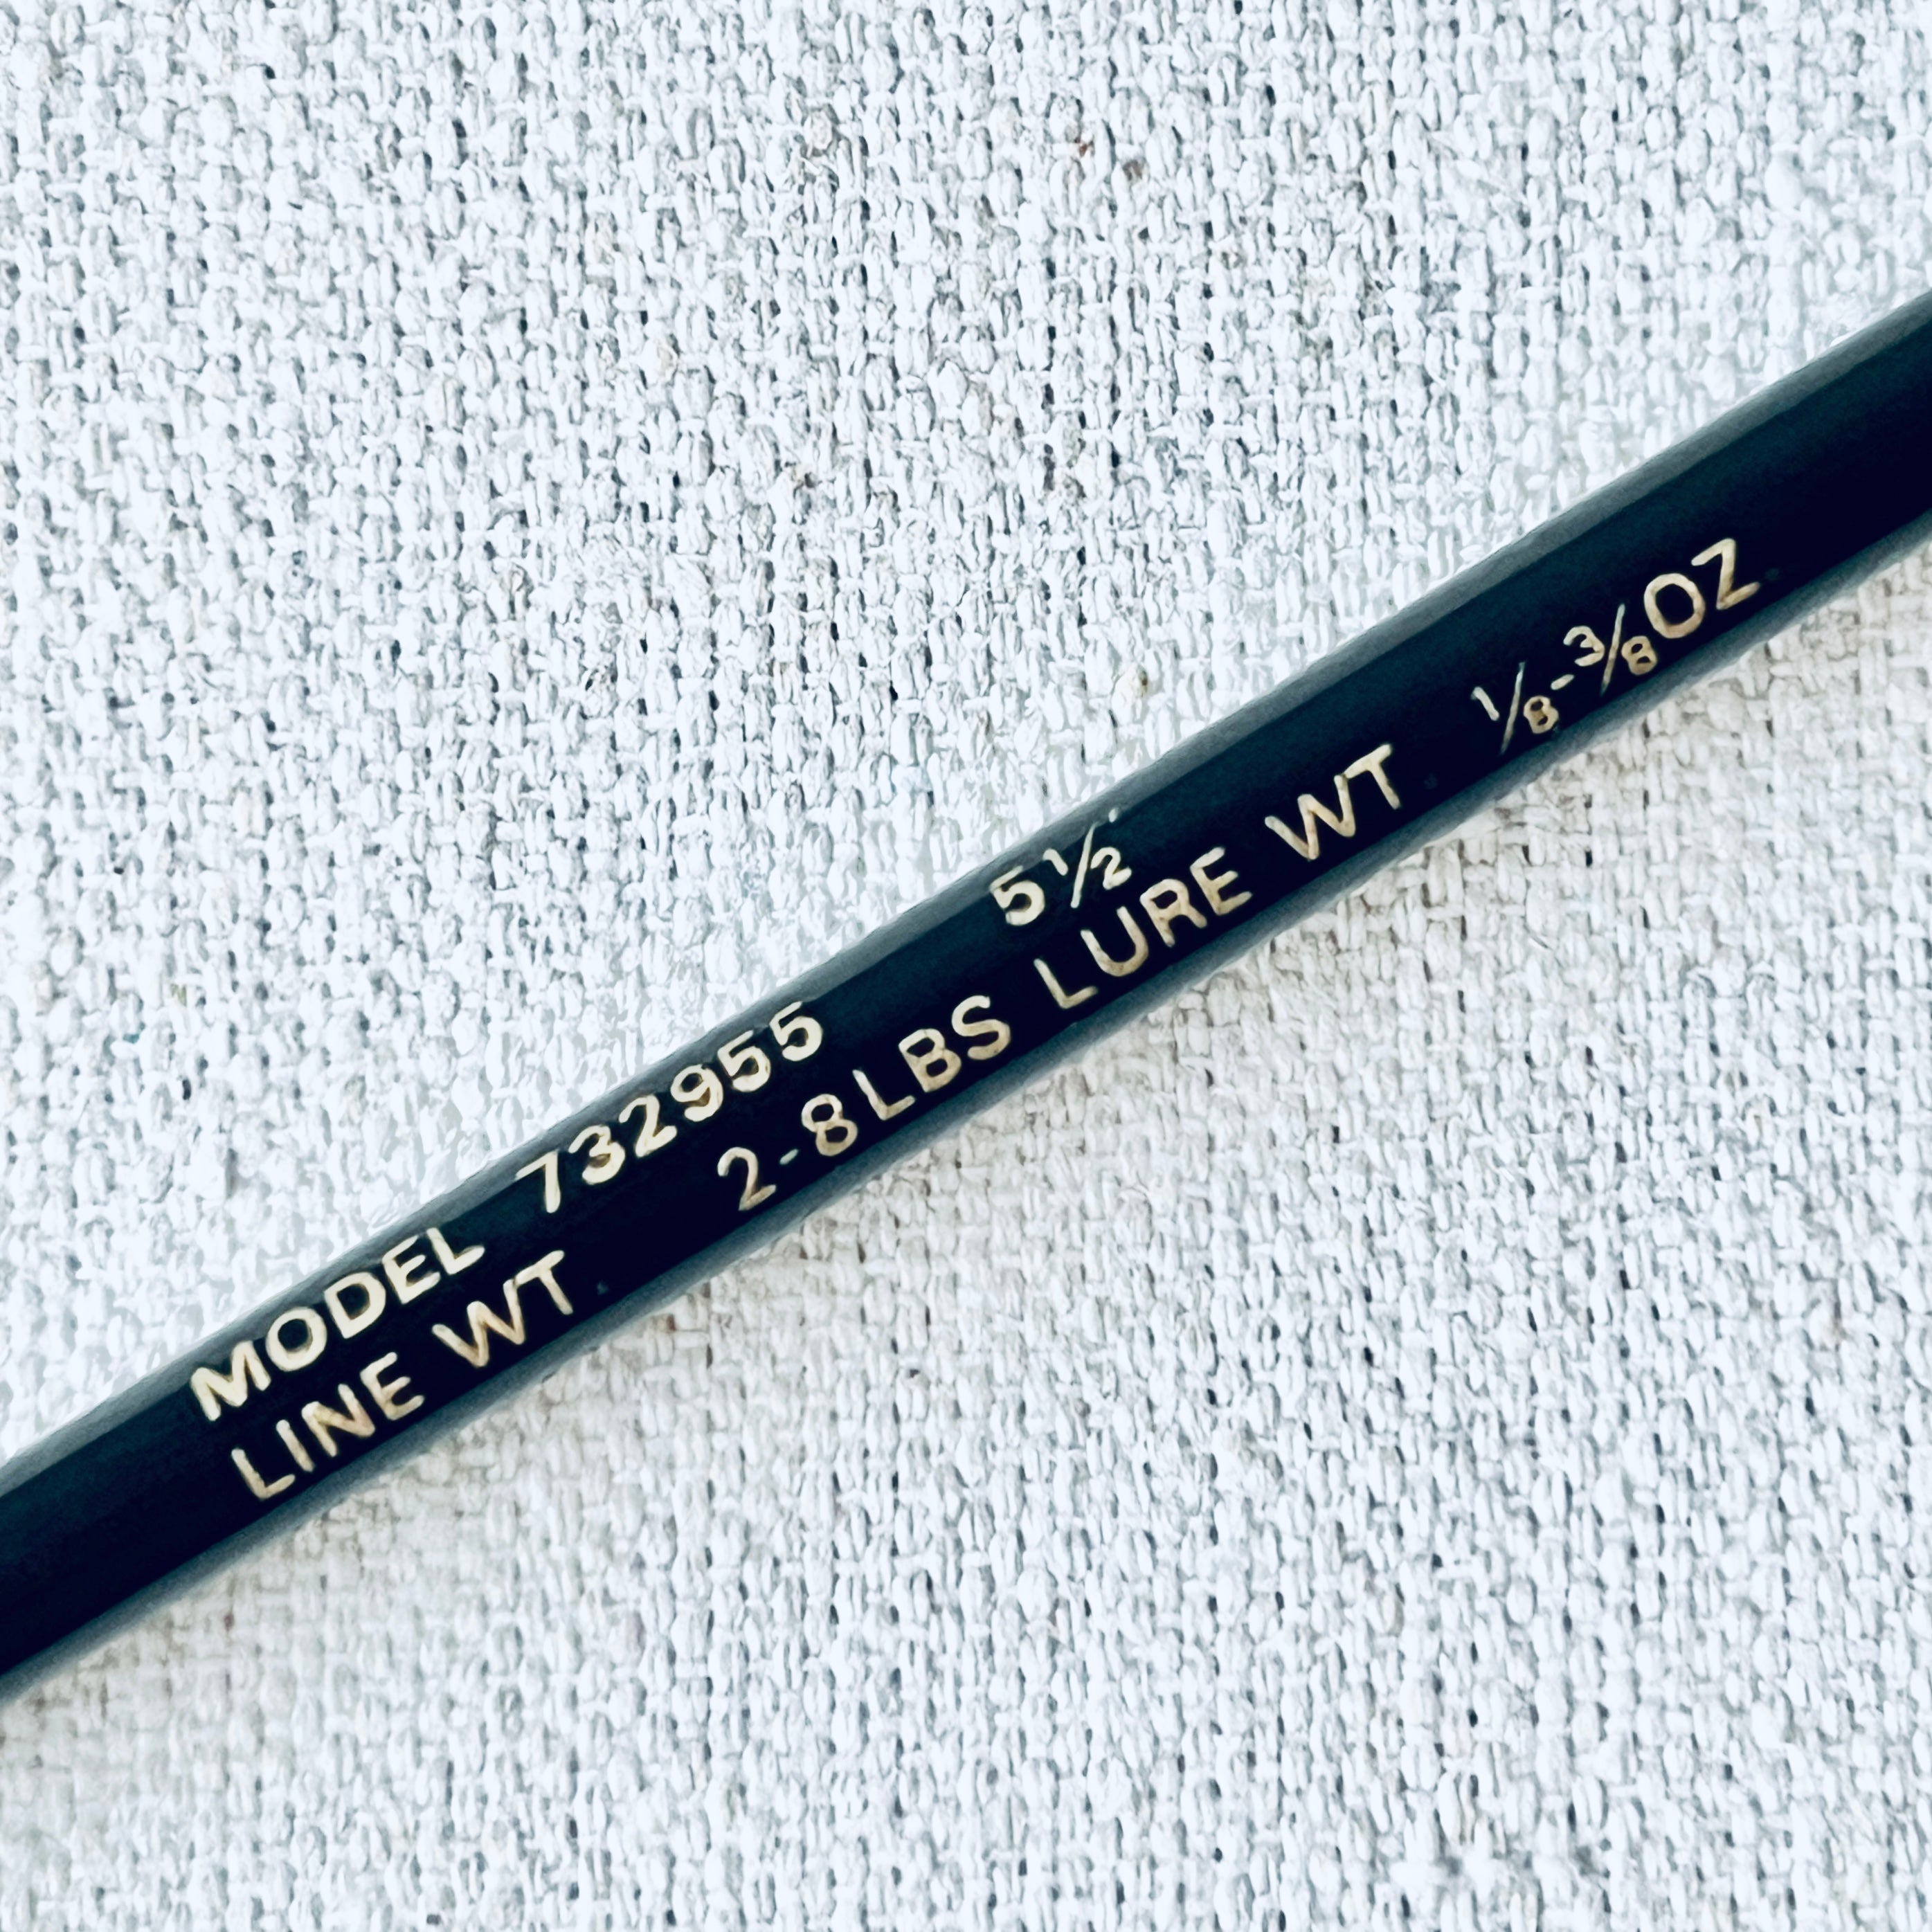 MODEL 732955 5½'
LINE WT 2-8LBS LURE WT ⅛-⅜OZ